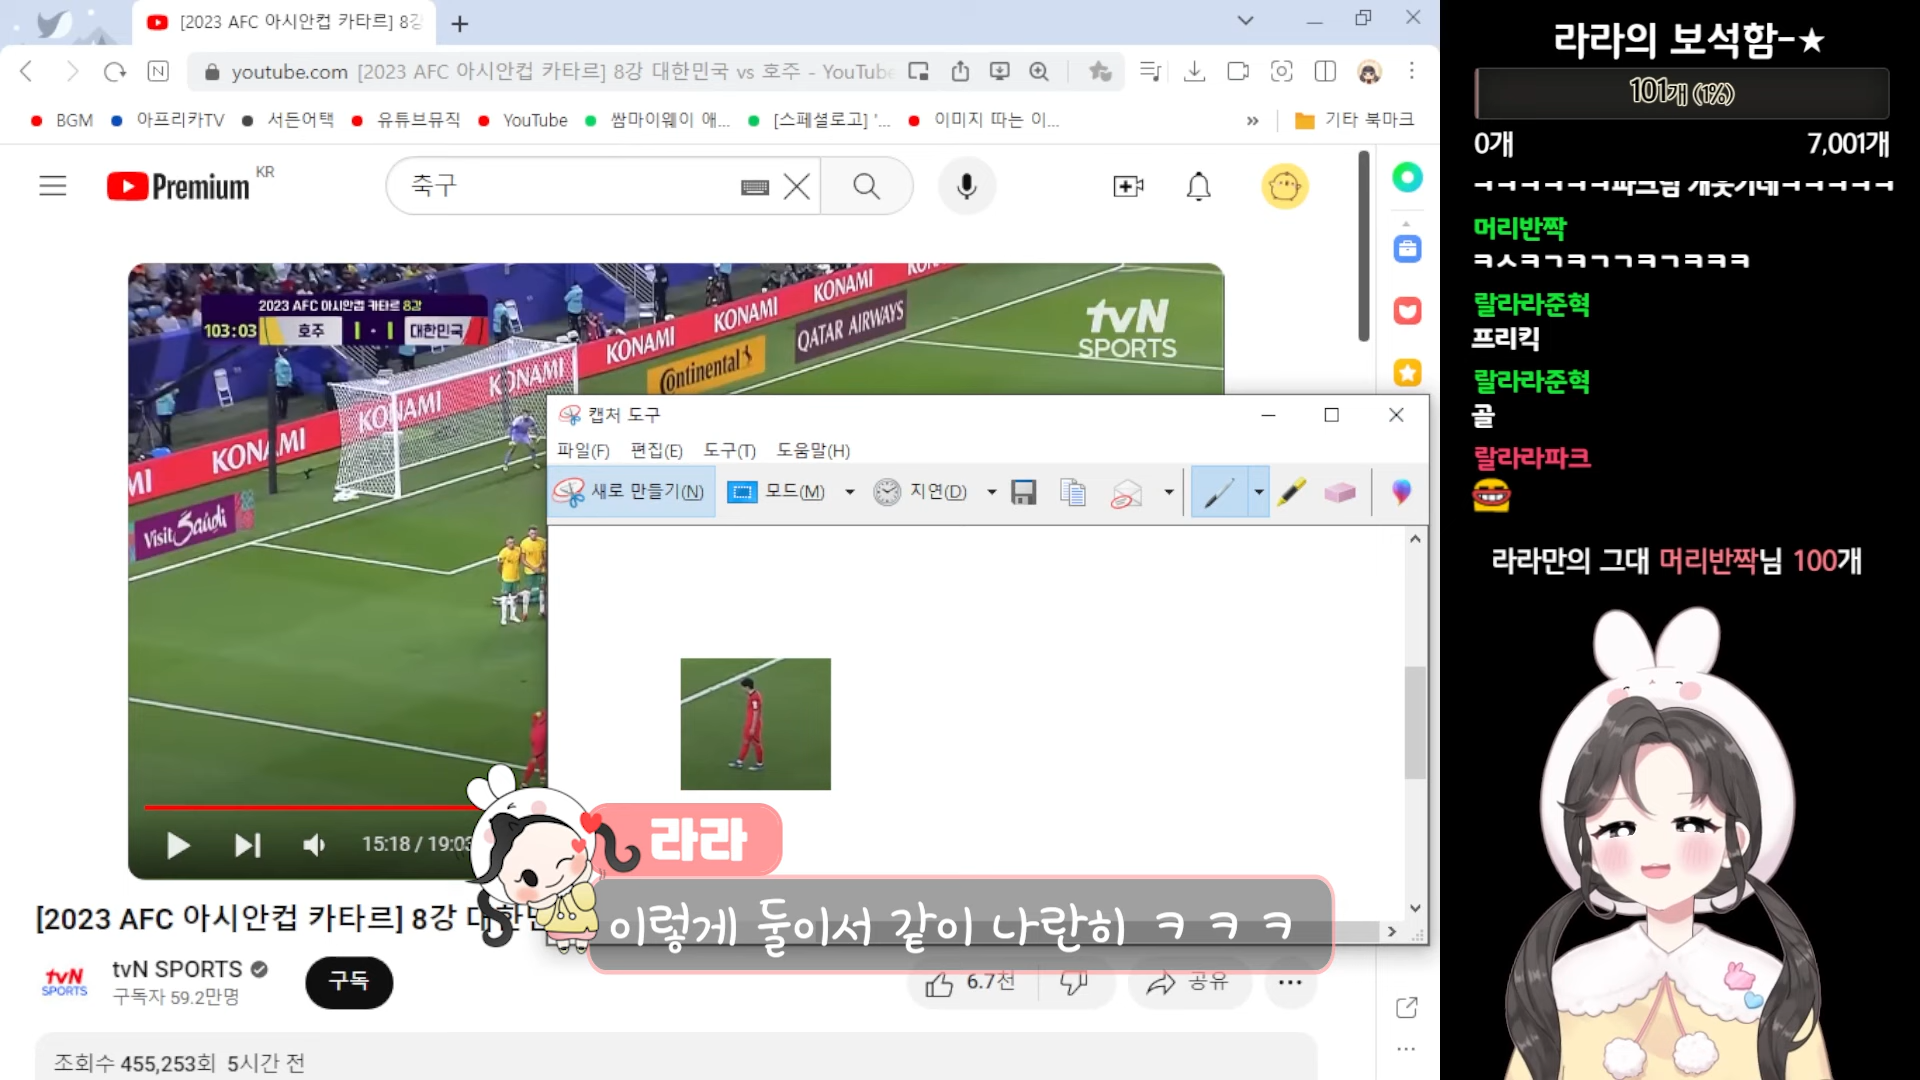 [2023 AFC 아시안컵 카타르] 8강
youtube.com [2023 AFC 아시안컵 카타르] 8강 대한민국 vs 호주 - YouTube
BGM 아프리카TV 서든어택 유튜브뮤직 YouTube 쌈마이웨이 애... [스페셜로고] '... 이미지 따는 이... » 기타 북마크
Premium KR
축구
2023 AFC 아시안컵 카타르 8강
103:03 호주 1 - 1 대한민국
tvN
SPORTS
KONAMI
KONAMI
KONAMI
QATAR AIRWAYS
Continental
KONAMI
KONAMI
KONAMI
MI
Visit Saudi
캡처 도구
파일(F) 편집(E) 도구(T) 도움말(H)
새로 만들기(N) 모드(M) 지연(D)
15:18 / 19:03
라라
이렇게 둘이서 같이 나란히 ㅋ ㅋ ㅋ
[2023 AFC 아시안컵 카타르] 8강 대한민
tvN
SPORTS
tvN SPORTS
구독자 59.2만명
구독
6.7천
공유
조회수 455,253회 5시간 전
라라의 보석함-★
101개 (1%)
0개 7,001개
머리반짝
ㅋㅅㅋㄱㅋㄱㄱㅋㄱㅋㅋㅋ
랄라라준혁
프리킥
랄라라준혁
골
랄라라파크
라라만의 그대 머리반짝님 100개